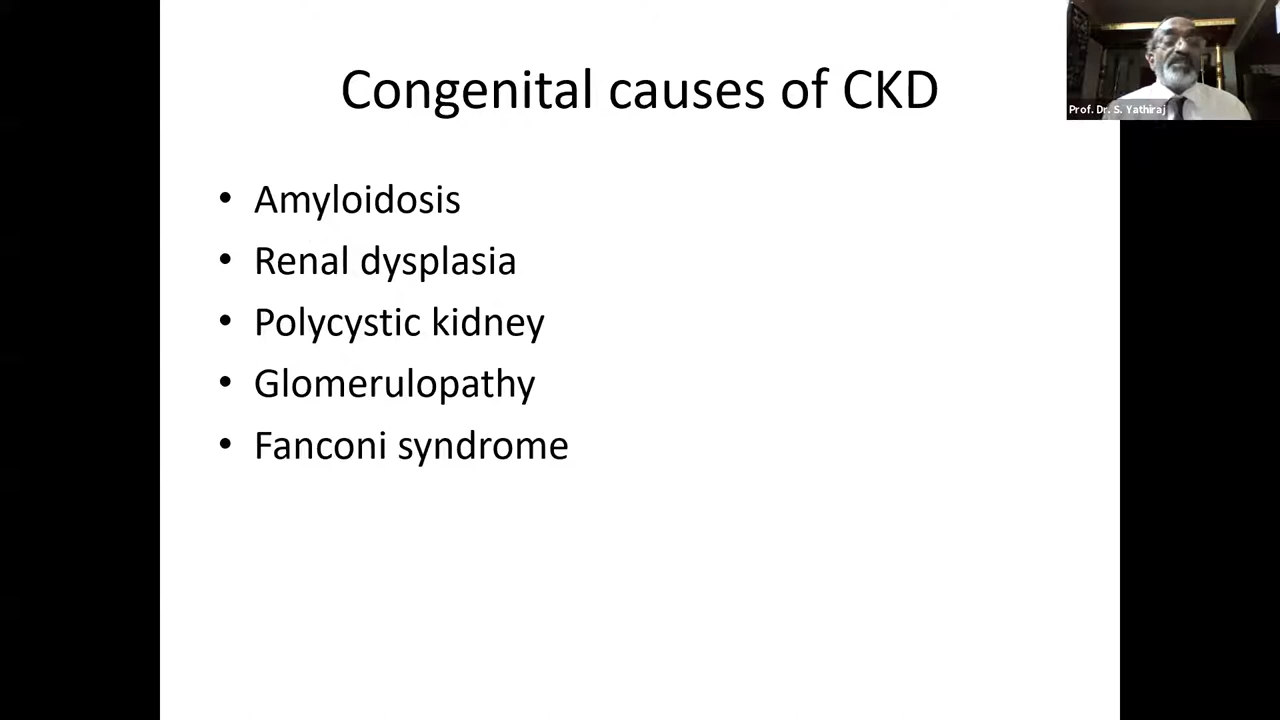 Congenital causes of CKD
Prof. Dr. S. Yathiraj
• Amyloidosis
• Renal dysplasia
• Polycystic kidney
• Glomerulopathy
• Fanconi syndrome